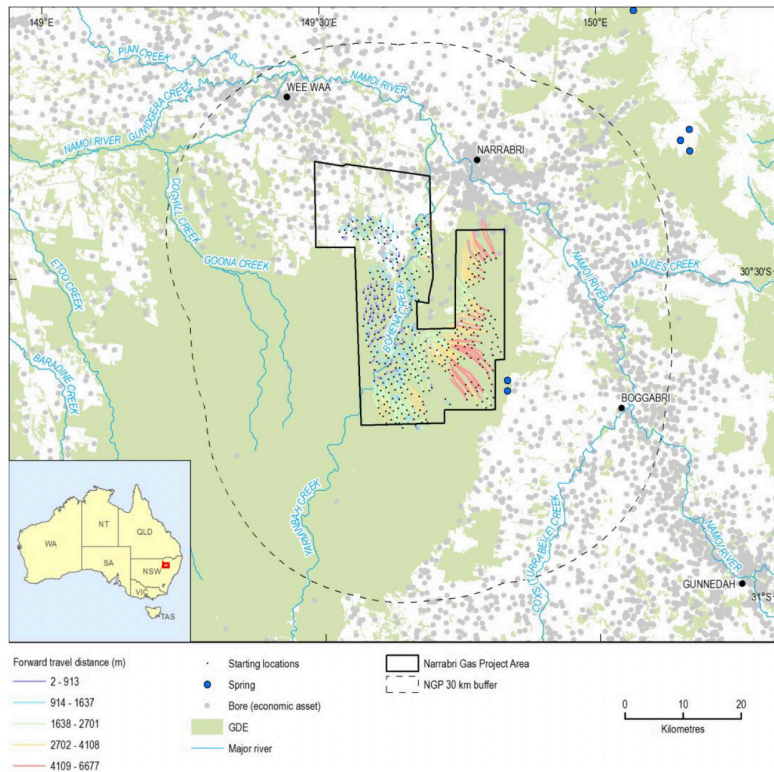 149°E
149°30'E
150°E
PIAN CREEK
WEE WAA
NAMOI RIVER
GUNIDGERA CREEK
NAMOI RIVER
NARRABRI
COGHILL CREEK
GOONA CREEK
ETOO CREEK
BOHENA CREEK
NAMOI RIVER
MAULES CREEK
30°30'S
BARADINE CREEK
BOGGABRI
YARRANBAH CREEK
COXS (TURRABEILLE) CREEK
NAMOI RIVER
GUNNEDAH
31°S
NT
QLD
WA
SA
NSW
VIC
TAS
Forward travel distance (m)
2 - 913
914 - 1637
1638 - 2701
2702 - 4108
4109 - 6677
Starting locations
Spring
Bore (economic asset)
GDE
Major river
Narrabri Gas Project Area
NGP 30 km buffer
0 10 20
Kilometres